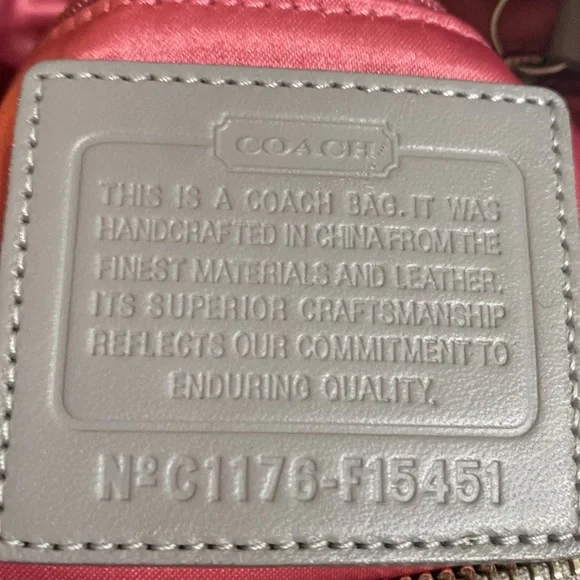 COACH
THIS IS A COACH BAG. IT WAS
HANDCRAFTED IN CHINA FROM THE
FINEST MATERIALS AND LEATHER.
ITS SUPERIOR CRAFTSMANSHIP
REFLECTS OUR COMMITMENT TO
ENDURING QUALITY.
Nº C1176-F15451